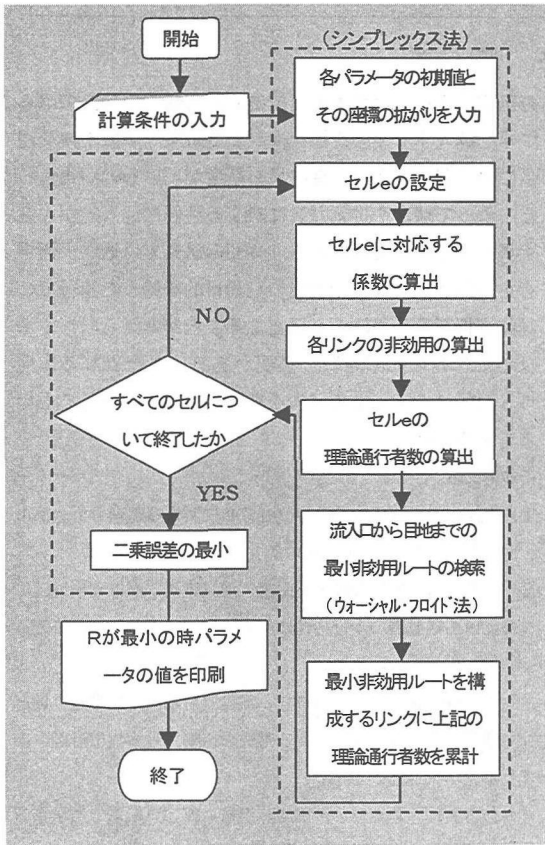 開始
(シンプレックス法)
計算条件の入力
各パラメータの初期値と
その座標の拡がりを入力
セルeの設定
セルeに対応する
係数C算出
NO
各リンクの非効用の算出
すべてのセルにつ
いて終了したか
セルeの
理論通行者数の算出
YES
流入口から目地までの
最小非効用ルートの検索
(ウォーシャル・フロイド法)
二乗誤差の最小
Rが最小の時パラメ
ータの値を印刷
最小非効用ルートを構
成するリンクに上記の
理論通行者数を累計
終了